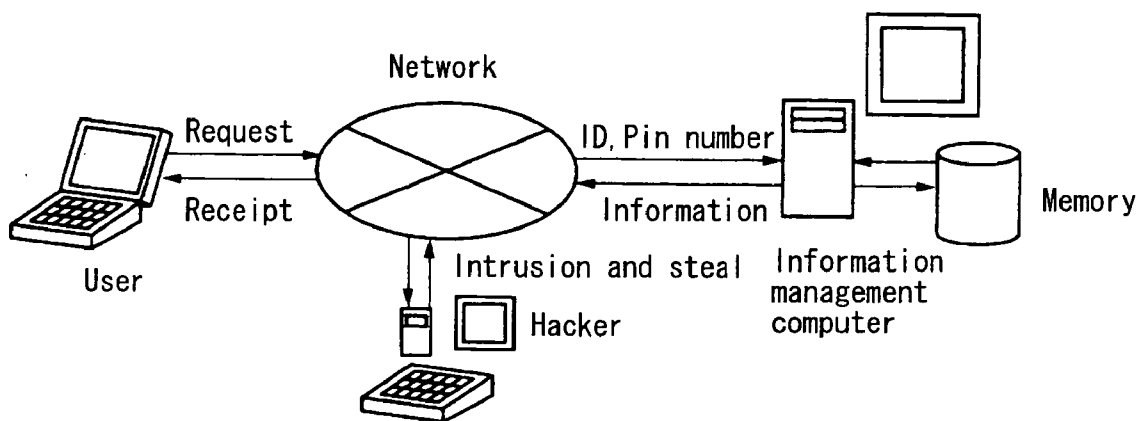 Network
Request
ID, Pin number
Receipt
Information
Memory
User
Intrusion and steal
Information
management
computer
Hacker